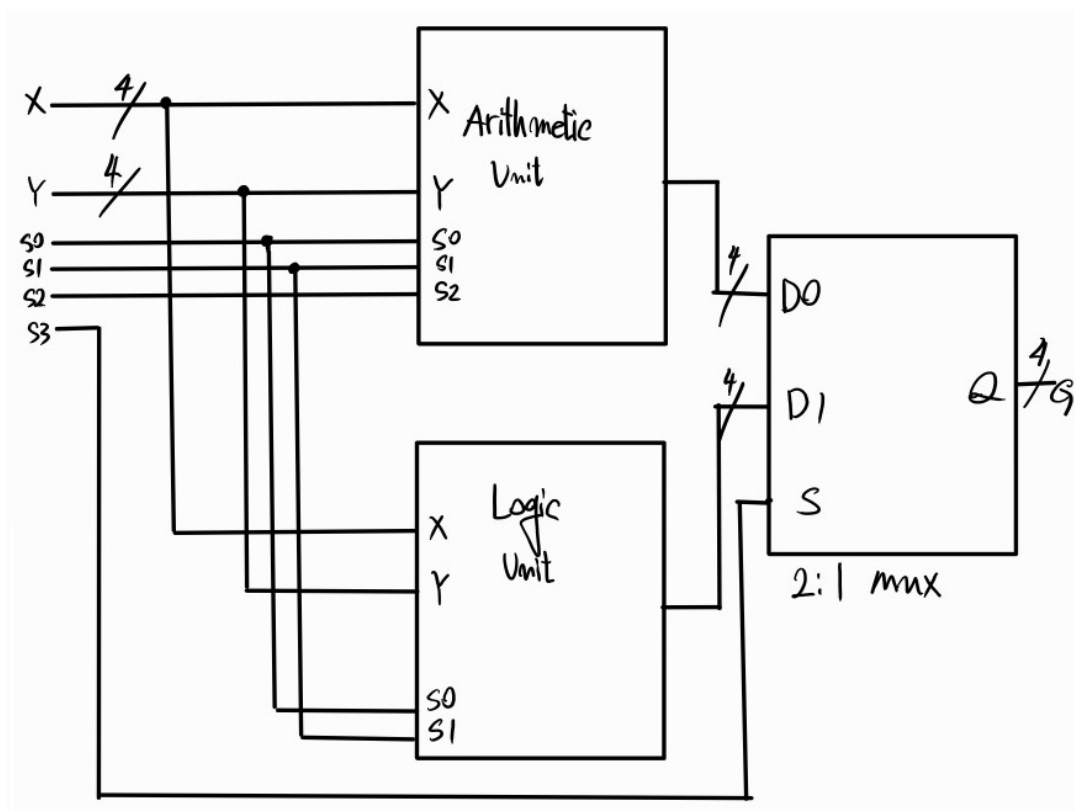 X
4
Y
4
S0
S1
S2
S3
X
Y
S0
S1
S2
Arithmetic
Unit
X
Y
S0
S1
Logic
Unit
4
4
D0
D1
S
Q
4
G
2:1 mux